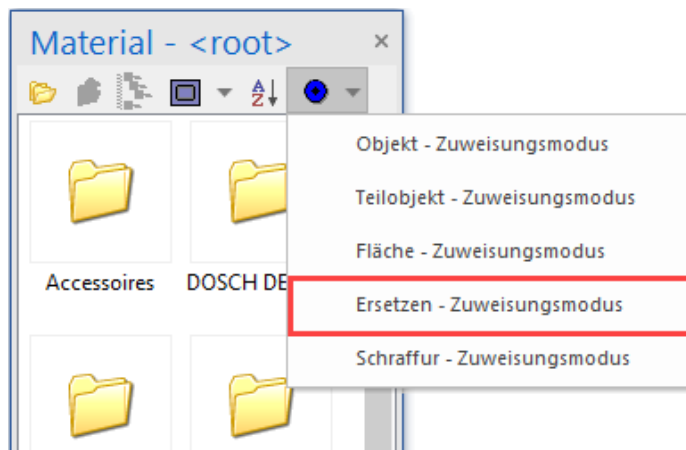 Material - <root>
Objekt - Zuweisungsmodus
Teilobjekt - Zuweisungsmodus
Fläche - Zuweisungsmodus
Accessoires
DOSCH DE
Ersetzen - Zuweisungsmodus
Schraffur - Zuweisungsmodus